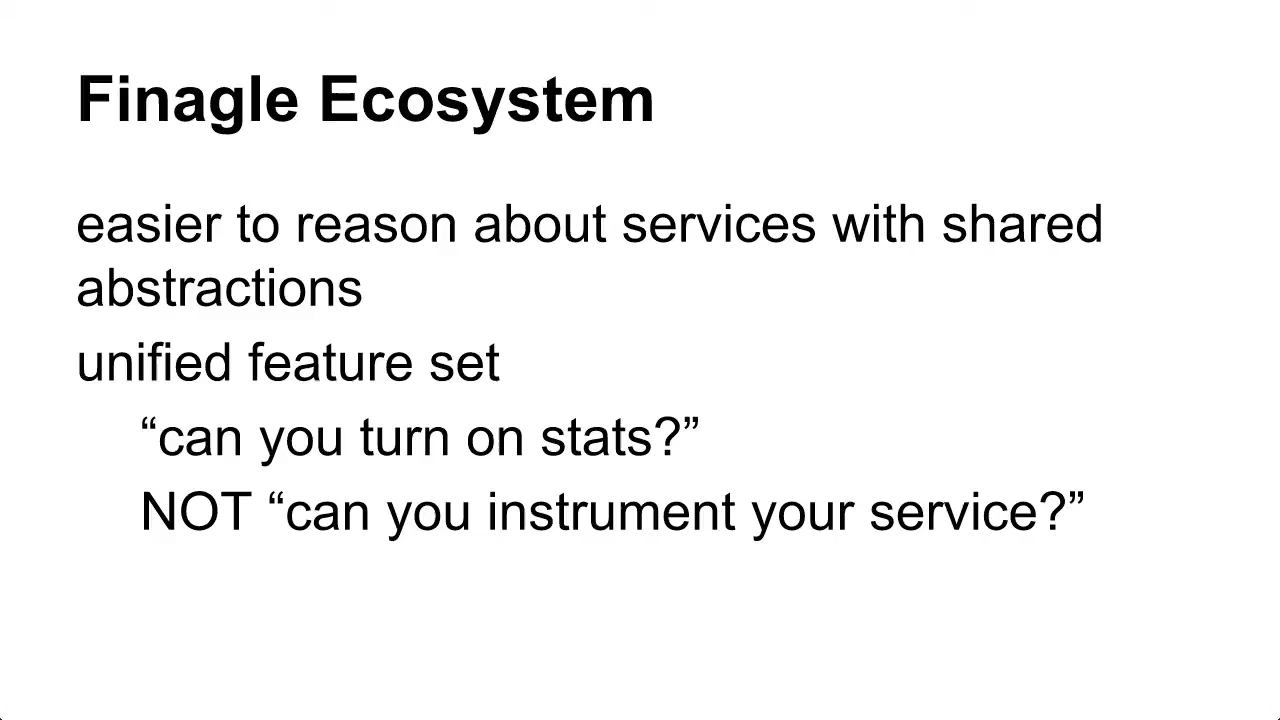 Finagle Ecosystem
easier to reason about services with shared
abstractions
unified feature set
“can you turn on stats?”
NOT “can you instrument your service?”